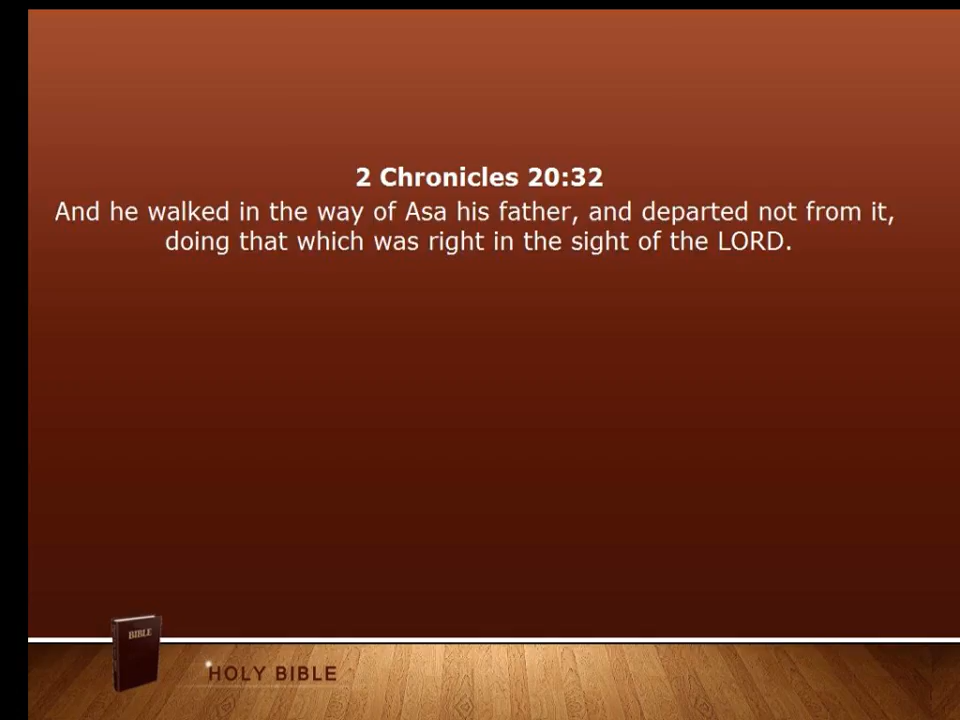 2 Chronicles 20:32
And he walked in the way of Asa his father, and departed not from it,
doing that which was right in the sight of the LORD.
BIBLE
HOLY BIBLE